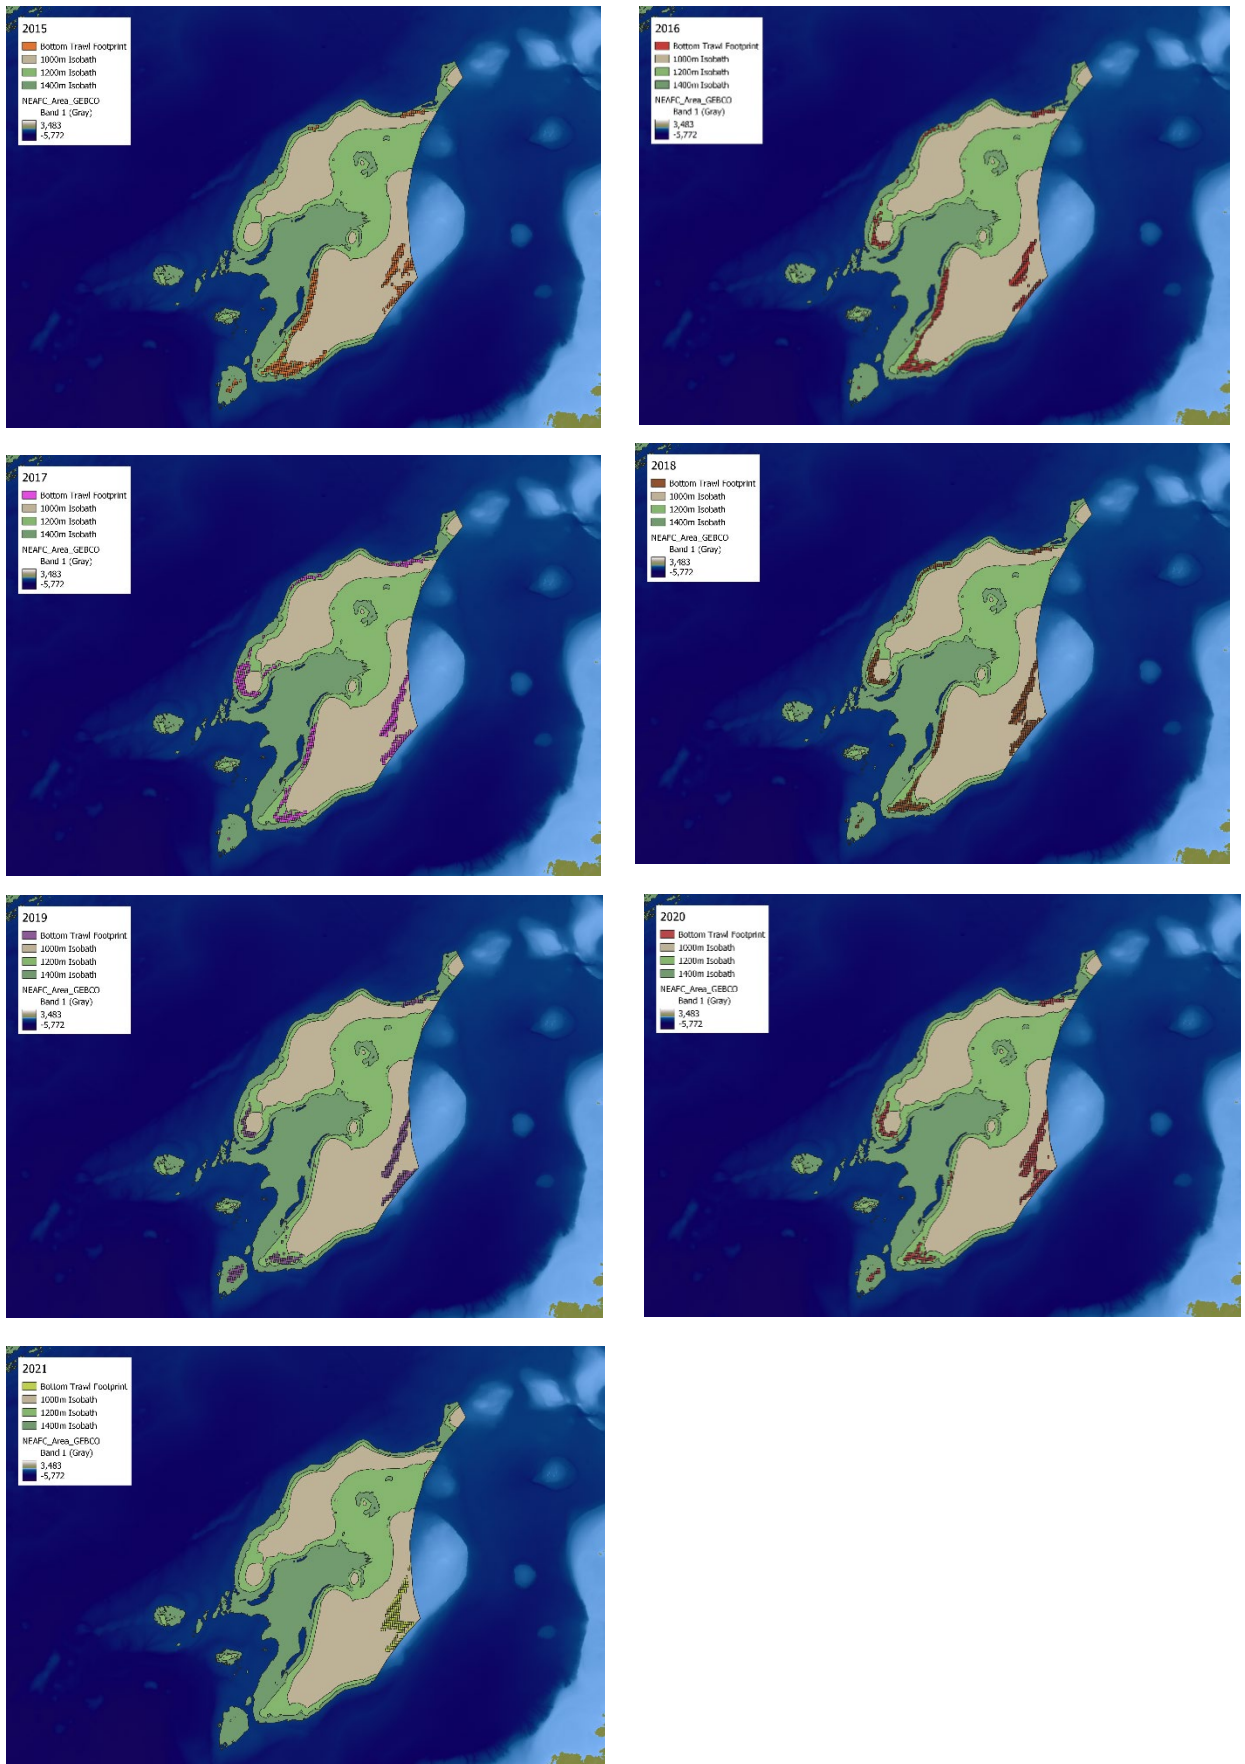 2015
Bottom Trawl Footprint
1000m Isobath
1200m Isobath
1400m Isobath
NEAFC_Area_GEBCO
Band 1 (Gray)
3,483
-5,772
2016
Bottom Trawl Footprint
1000m Isobath
1200m Isobath
1400m Isobath
NEAFC_Area_GEBCO
Band 1 (Gray)
3,483
-5,772
2017
Bottom Trawl Footprint
1000m Isobath
1200m Isobath
1400m Isobath
NEAFC_Area_GEBCO
Band 1 (Gray)
3,483
-5,772
2018
Bottom Trawl Footprint
1000m Isobath
1200m Isobath
1400m Isobath
NEAFC_Area_GEBCO
Band 1 (Gray)
3,483
-5,772
2019
Bottom Trawl Footprint
1000m Isobath
1200m Isobath
1400m Isobath
NEAFC_Area_GEBCO
Band 1 (Gray)
3,483
-5,772
2020
Bottom Trawl Footprint
1000m Isobath
1200m Isobath
1400m Isobath
NEAFC_Area_GEBCO
Band 1 (Gray)
3,483
-5,772
2021
Bottom Trawl Footprint
1000m Isobath
1200m Isobath
1400m Isobath
NEAFC_Area_GEBCO
Band 1 (Gray)
3,483
-5,772